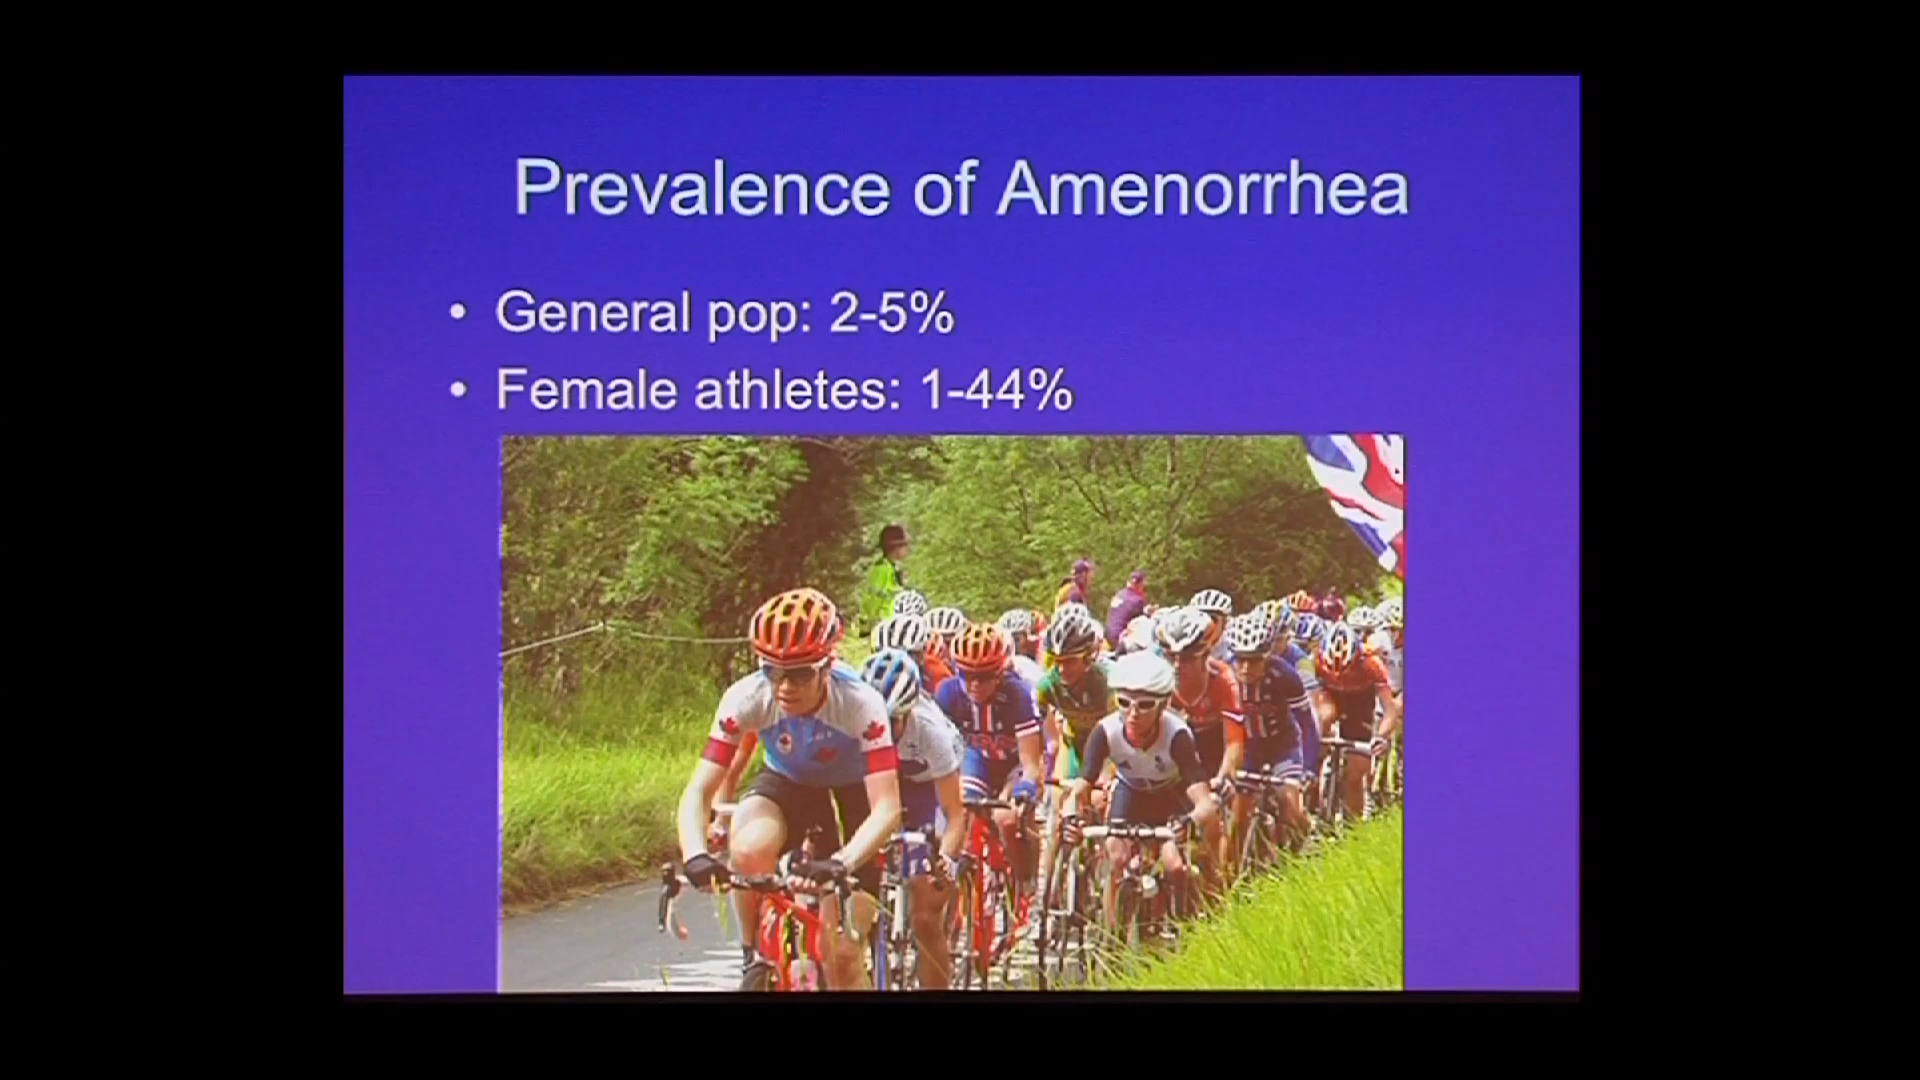 Prevalence of Amenorrhea
• General pop: 2-5%
• Female athletes: 1-44%